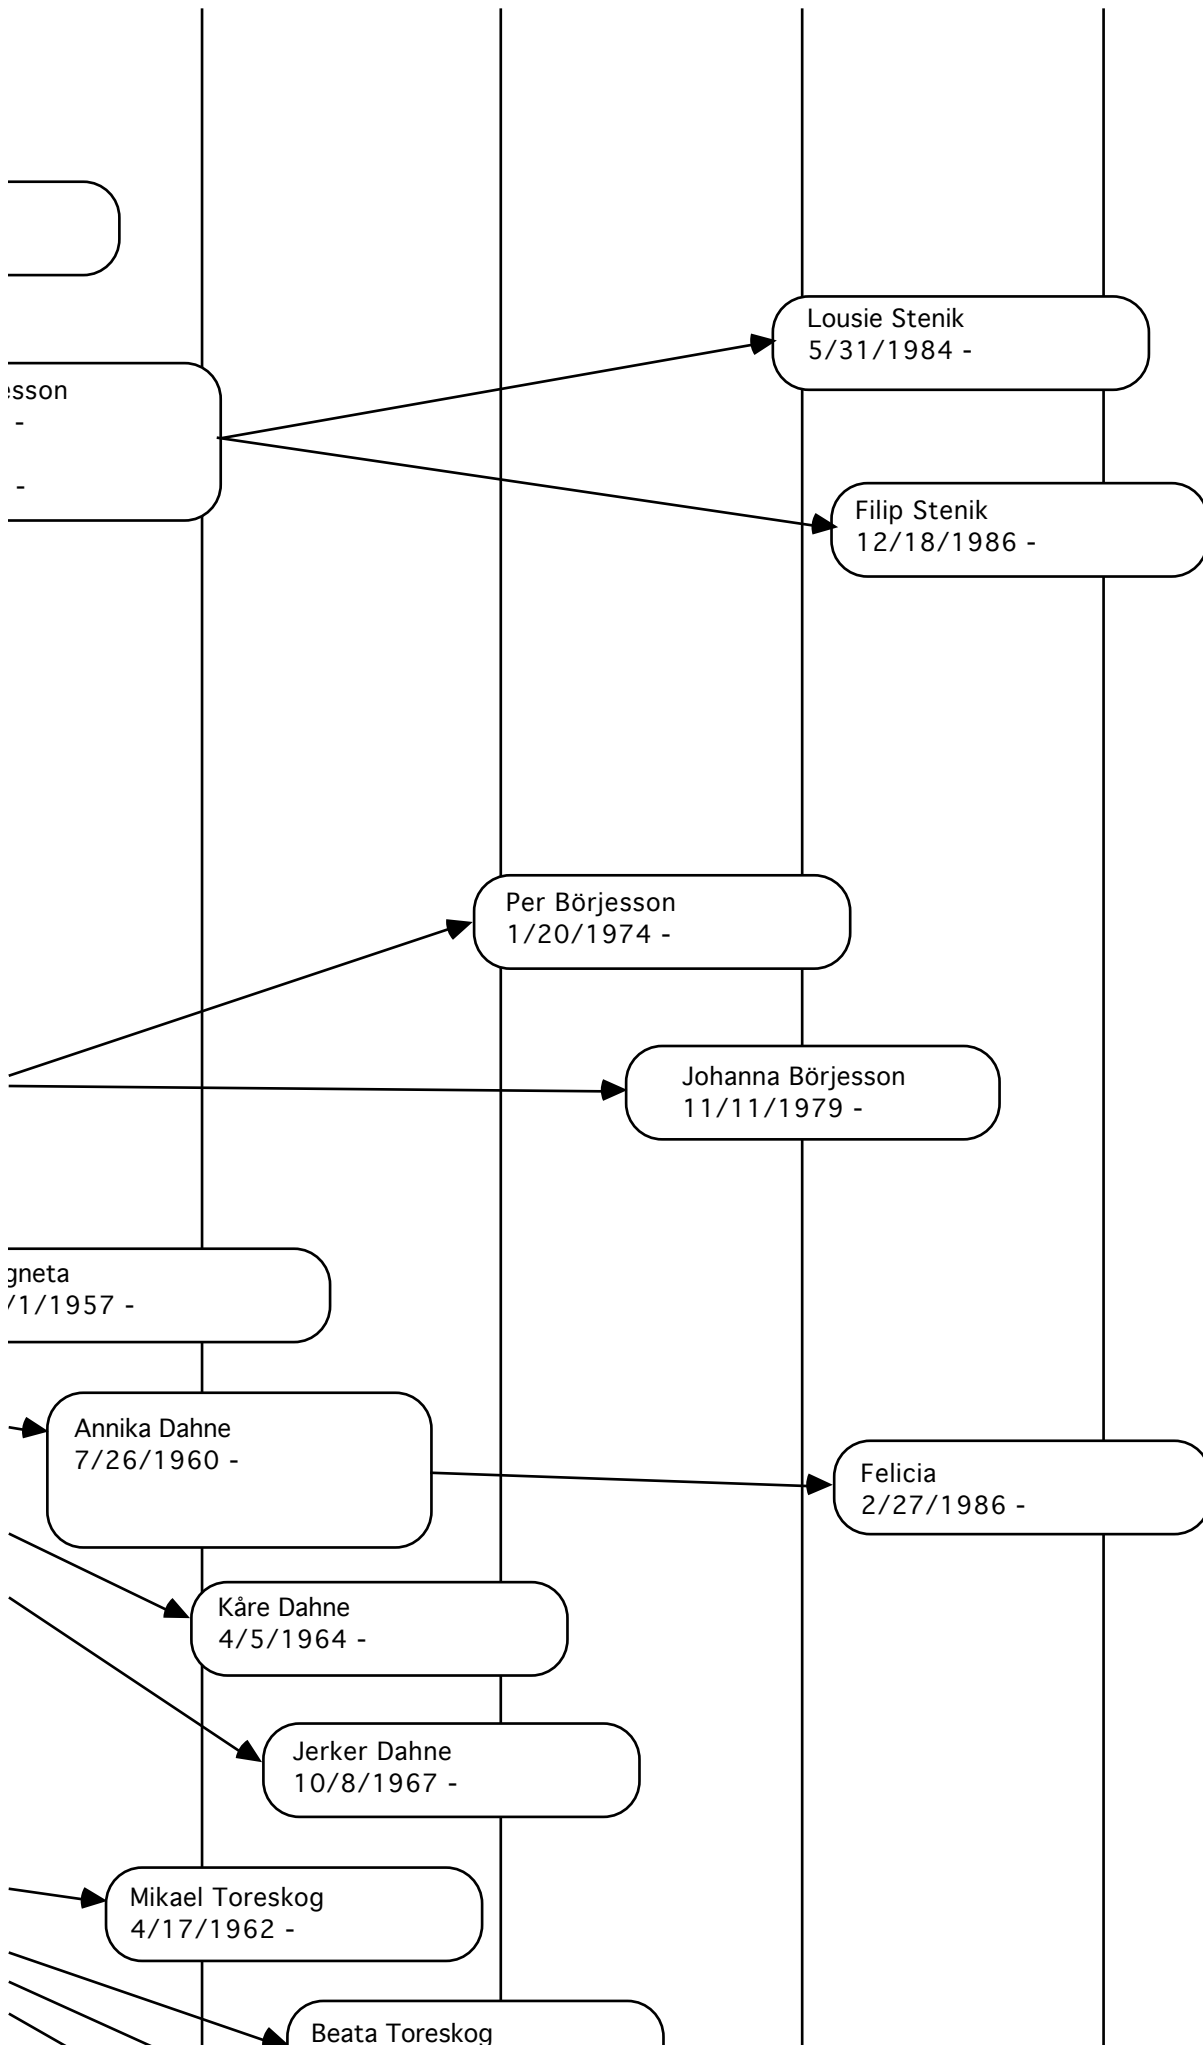 Lousie Stenik
5/31/1984 -
esson
-
-
Filip Stenik
12/18/1986 -
Per Börjesson
1/20/1974 -
Johanna Börjesson
11/11/1979 -
gneta
/1/1957 -
Annika Dahne
7/26/1960 -
Felicia
2/27/1986 -
Kåre Dahne
4/5/1964 -
Jerker Dahne
10/8/1967 -
Mikael Toreskog
4/17/1962 -
Beata Toreskog